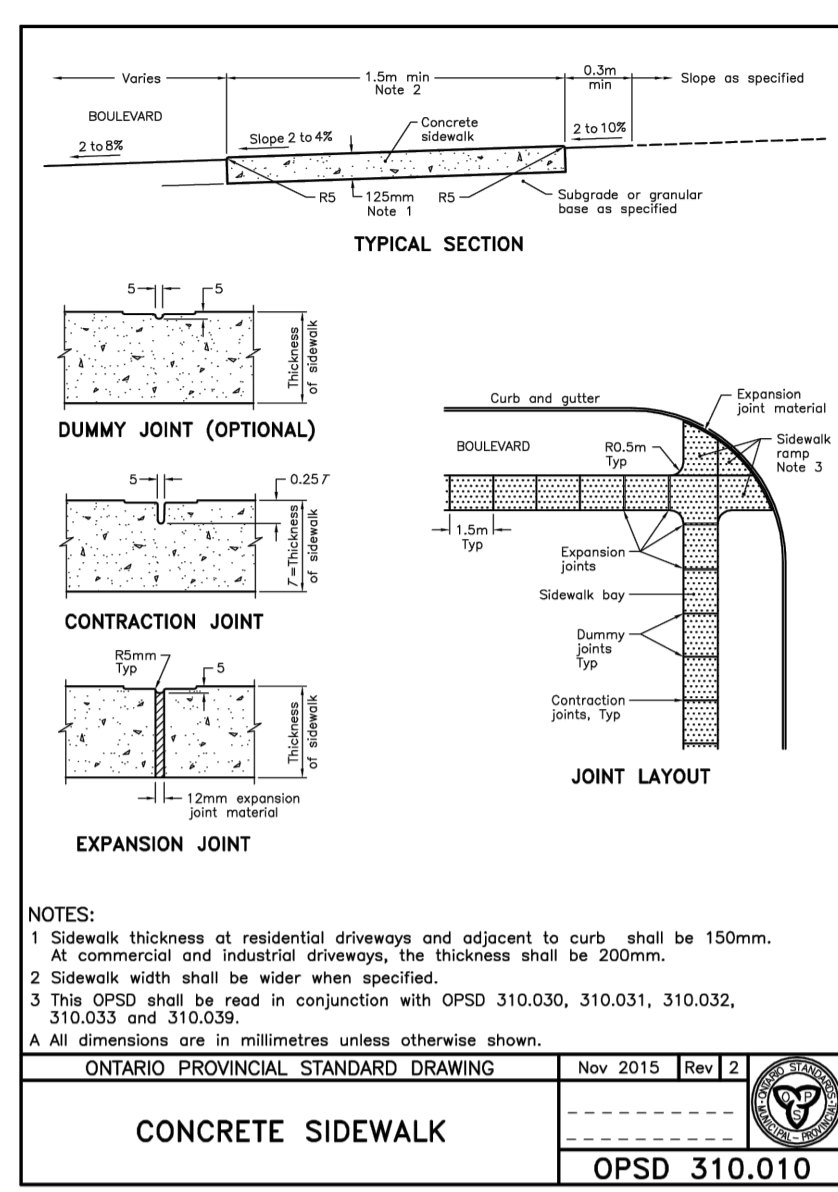 Varies
1.5m min
Note 2
0.3m
min
Slope as specified
BOULEVARD
2 to 8%
Slope 2 to 4%
Concrete
sidewalk
2 to 10%
R5
125mm
Note 1
R5
Subgrade or granular
base as specified
TYPICAL SECTION
5
5
Thickness
of sidewalk
DUMMY JOINT (OPTIONAL)
5
0.25T
T=Thickness
of sidewalk
CONTRACTION JOINT
R5mm
Typ
5
Thickness
of sidewalk
12mm expansion
joint material
EXPANSION JOINT
Curb and gutter
Expansion
joint material
BOULEVARD
R0.5m
Typ
Sidewalk
ramp
Note 3
1.5m
Typ
Expansion
joints
Sidewalk bay
Dummy
joints
Typ
Contraction
joints, Typ
JOINT LAYOUT
NOTES:
1 Sidewalk thickness at residential driveways and adjacent to curb shall be 150mm.
At commercial and industrial driveways, the thickness shall be 200mm.
2 Sidewalk width shall be wider when specified.
3 This OPSD shall be read in conjunction with OPSD 310.030, 310.031, 310.032,
310.033 and 310.039.
A All dimensions are in millimetres unless otherwise shown.
ONTARIO PROVINCIAL STANDARD DRAWING
Nov 2015
Rev
2
CONCRETE SIDEWALK
ONTARIO STANDARDS
MUNICIPAL - PROVINCIAL
O P
S
OPSD 310.010